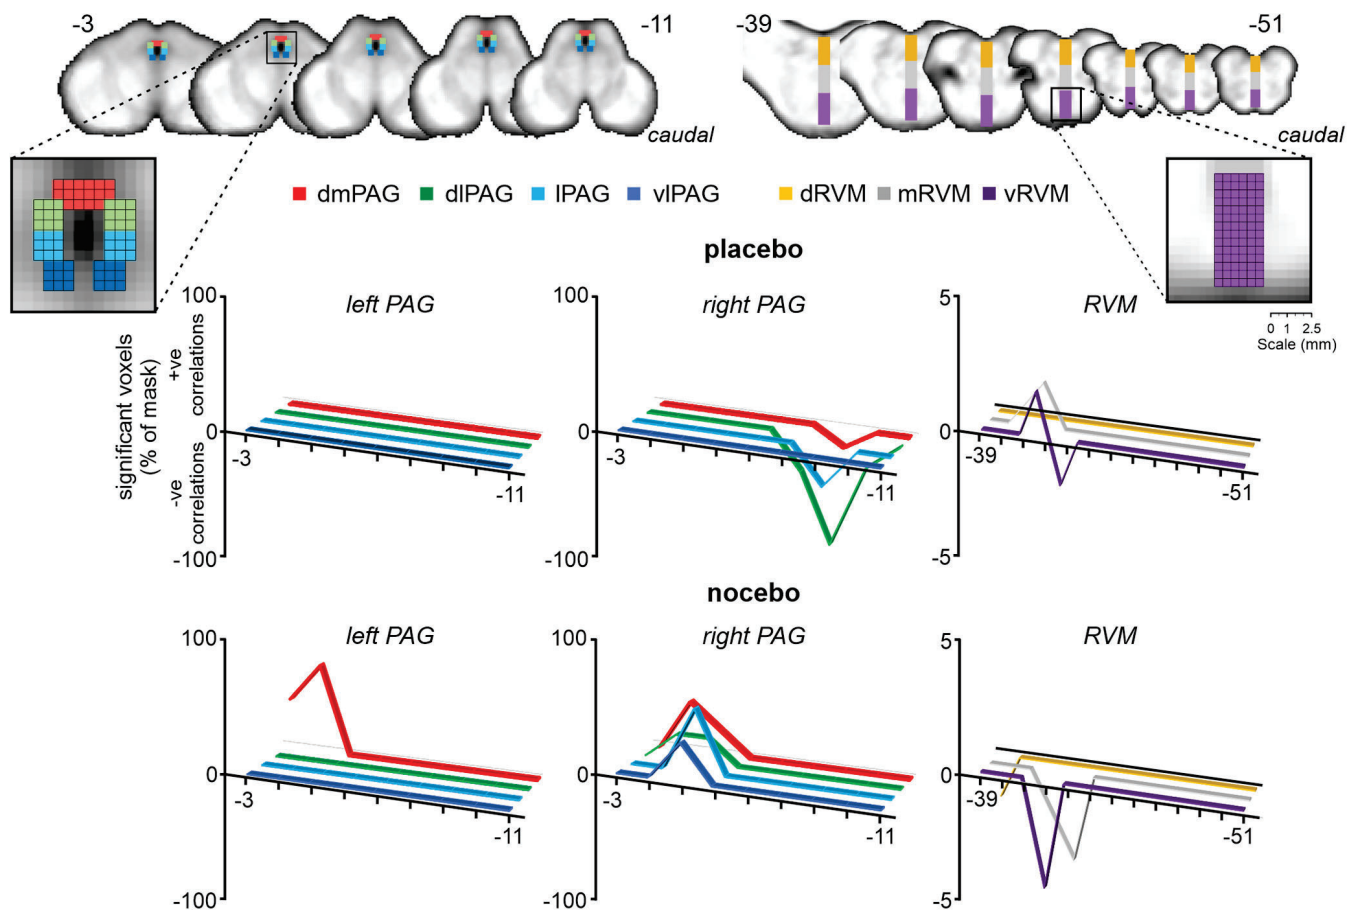 -3
-11
-39
-51
caudal
caudal
dmPAG
dlPAG
lPAG
vlPAG
dRVM
mRVM
vRVM
0 1 2.5
Scale (mm)
placebo
significant voxels
(% of mask)
+ve
correlations
-ve
correlations
left PAG
100
0
-100
-3
-11
right PAG
100
0
-100
-3
-11
RVM
5
0
-5
-39
-51
nocebo
left PAG
100
0
-100
-3
-11
right PAG
100
0
-100
-3
-11
RVM
5
0
-5
-39
-51